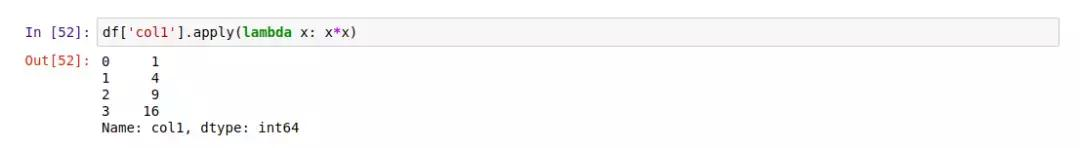 In [52]: df['col1'].apply(lambda x: x*x)
Out[52]: 0     1
1     4
2     9
3    16
Name: col1, dtype: int64